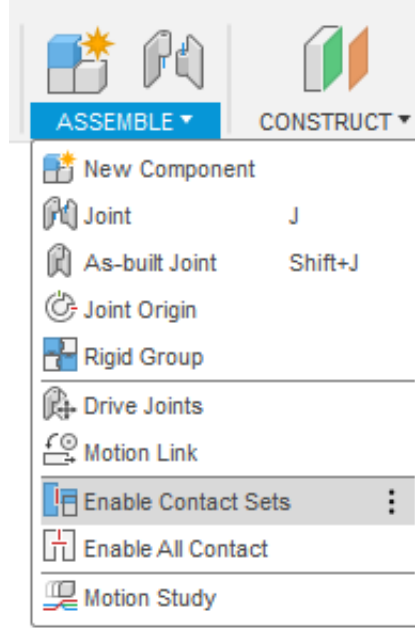 ASSEMBLE CONSTRUCT
New Component
Joint J
As-built Joint Shift+J
Joint Origin
Rigid Group
Drive Joints
Motion Link
Enable Contact Sets
Enable All Contact
Motion Study